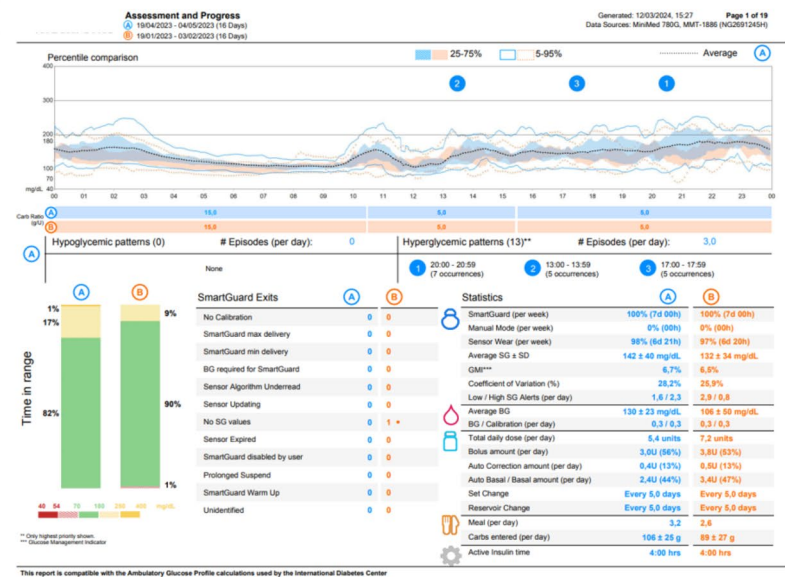 Assessment and Progress
A 19/04/2023 - 04/05/2023 (16 Days)
B 19/01/2023 - 03/02/2023 (16 Days)
Generated: 12/03/2024, 15:27 Page 1 of 19
Data Sources: MiniMed 780G, MMT-1886 (NG2691245H)
Percentile comparison
25-75% 5-95% Average A
400
300
200
180
100
70
mg/dL 40
2 3 1
00 01 02 03 04 05 06 07 08 09 10 11 12 13 14 15 16 17 18 19 20 21 22 23 00
Carb Ratio (g/U)
A 15,0 5,0 5,0
B 15,0 5,0 5,0
A
Hypoglycemic patterns (0) # Episodes (per day): 0
None
Hyperglycemic patterns (13)** # Episodes (per day): 3,0
1 20:00 - 20:59 (7 occurrences)
2 13:00 - 13:59 (5 occurrences)
3 17:00 - 17:59 (5 occurrences)
Time in range
A B
1%
17%
82%
9%
90%
1%
40 54 70 180 250 400 mg/dL
SmartGuard Exits A B
No Calibration 0 0
SmartGuard max delivery 0 0
SmartGuard min delivery 0 0
BG required for SmartGuard 0 0
Sensor Algorithm Underread 0 0
Sensor Updating 0 0
No SG values 0 1
Sensor Expired 0 0
SmartGuard disabled by user 0 0
Prolonged Suspend 0 0
SmartGuard Warm Up 0 0
Unidentified 0 0
Statistics A B
SmartGuard (per week) 100% (7d 00h) 100% (7d 00h)
Manual Mode (per week) 0% (00h) 0% (00h)
Sensor Wear (per week) 98% (6d 21h) 97% (6d 20h)
Average SG ± SD 142 ± 40 mg/dL 132 ± 34 mg/dL
GMI*** 6,7% 6,5%
Coefficient of Variation (%) 28,2% 25,9%
Low / High SG Alerts (per day) 1,6 / 2,3 2,9 / 0,8
Average BG 130 ± 23 mg/dL 106 ± 50 mg/dL
BG / Calibration (per day) 0,3 / 0,3 0,3 / 0,3
Total daily dose (per day) 5,4 units 7,2 units
Bolus amount (per day) 3,0U (56%) 3,8U (53%)
Auto Correction amount (per day) 0,4U (13%) 0,5U (13%)
Auto Basal / Basal amount (per day) 2,4U (44%) 3,4U (47%)
Set Change Every 5,0 days Every 5,0 days
Reservoir Change Every 5,0 days Every 5,0 days
Meal (per day) 3,2 2,6
Carbs entered (per day) 106 ± 25 g 89 ± 27 g
Active Insulin time 4:00 hrs 4:00 hrs
** Only highest priority shown.
*** Glucose Management Indicator
This report is compatible with the Ambulatory Glucose Profile calculations used by the International Diabetes Center